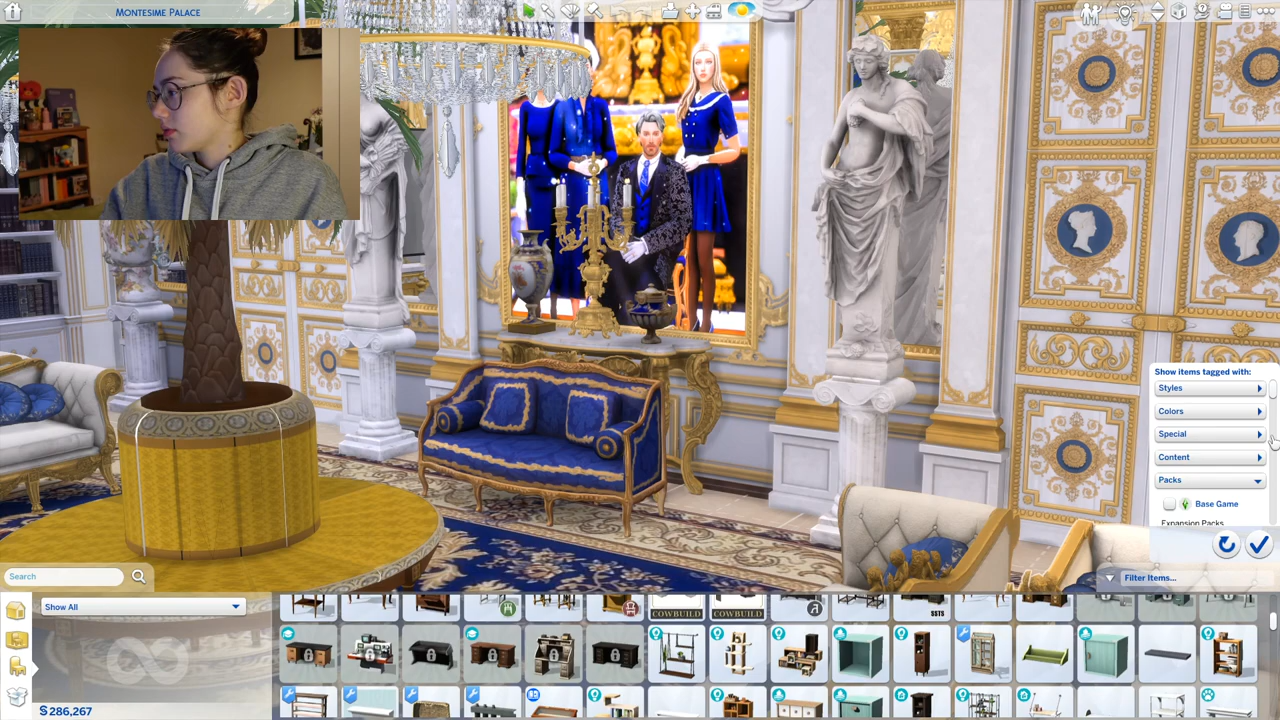 MONTESIME PALACE
Show items tagged with:
Styles
Colors
Special
Content
Packs
Base Game
Expansion Packs
Search
Filter Items...
Show All
COWBUILD
COWBUILD
SSTS
§286,267